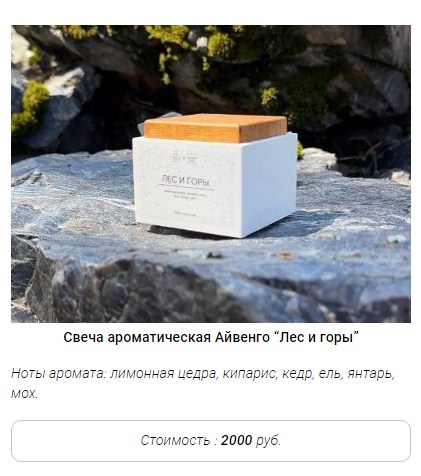 ЛЕС И ГОРЫ
Свеча ароматическая Айвенго “Лес и горы”
Ноты аромата: лимонная цедра, кипарис, кедр, ель, янтарь,
мох.
Стоимость : 2000 руб.